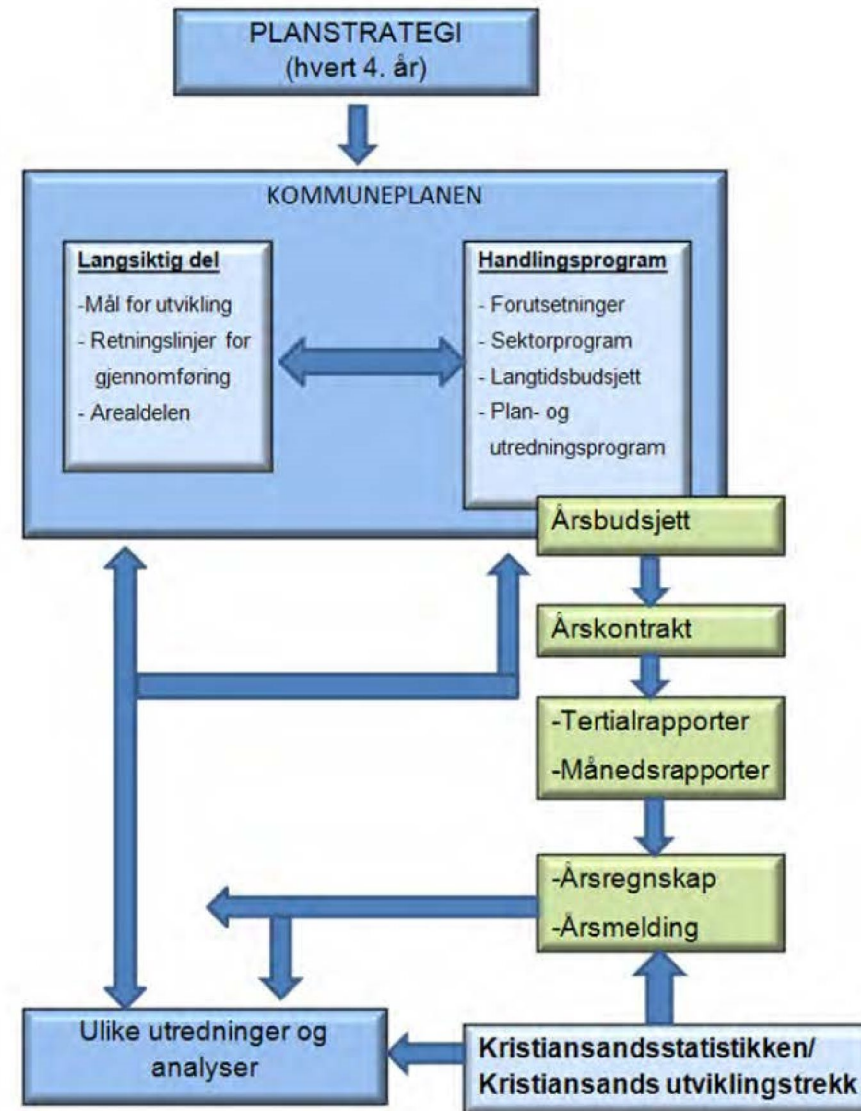 PLANSTRATEGI
(hvert 4. år)
KOMMUNEPLANEN
Langsiktig del
-Mål for utvikling
- Retningslinjer for
gjennomføring
- Arealdelen
Handlingsprogram
- Forutsetninger
- Sektorprogram
- Langtidsbudsjett
- Plan- og
utredningsprogram
Årsbudsjett
Årskontrakt
-Tertialrapporter
-Månedsrapporter
-Årsregnskap
-Årsmelding
Ulike utredninger og
analyser
Kristiansandsstatistikken/
Kristiansands utviklingstrekk